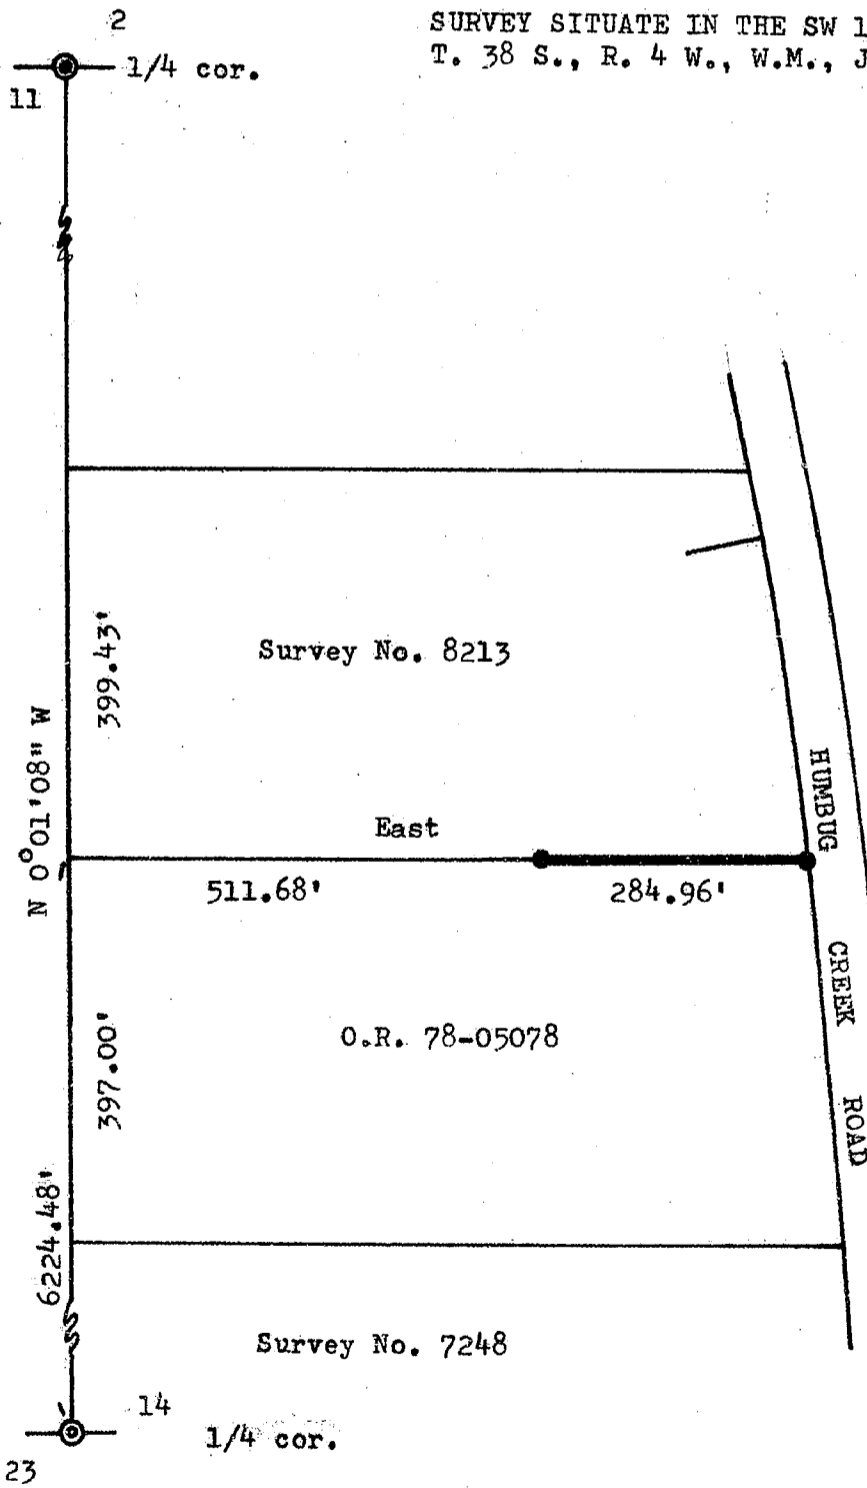 2
SURVEY SITUATE IN THE SW 1
T. 38 S., R. 4 W., W.M., J
1/4 cor.
11
399.43'
Survey No. 8213
N 0°01'08" W
HUMBUG CREEK ROAD
East
511.68'
284.96'
O.R. 78-05078
397.00'
6224.48'
Survey No. 7248
14
1/4 cor.
23